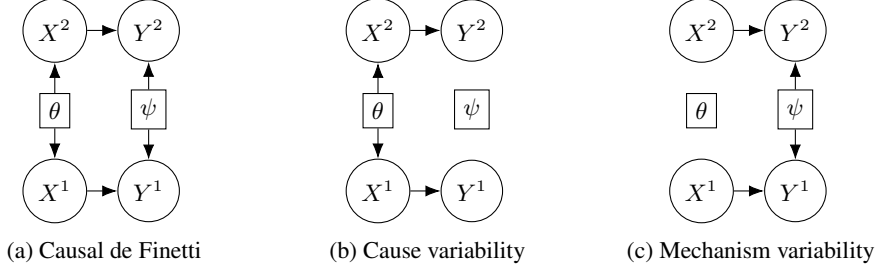 X² Y² X² Y² X² Y²
θ ψ θ ψ θ ψ
X¹ Y¹ X¹ Y¹ X¹ Y¹
(a) Causal de Finetti (b) Cause variability (c) Mechanism variability